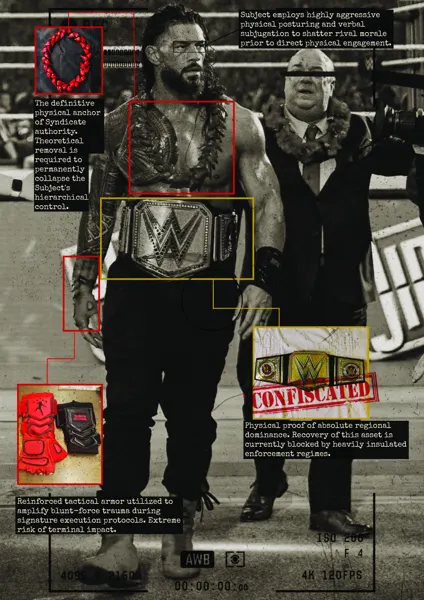 Subject employs highly aggressive
physical posturing and verbal
subjugation to shatter rival morale
prior to direct physical engagement.
The definitive
physical anchor
of Syndicate
authority.
Theoretical
removal is
required to
permanently
collapse the
Subject's
hierarchical
control.
CONFISCATED
Physical proof of absolute regional
dominance. Recovery of this asset is
currently blocked by heavily insulated
enforcement regimes.
Reinforced tactical armor utilized to
amplify blunt-force trauma during
signature execution protocols. Extreme
risk of terminal impact.
ISO 200
F 4
AWB
4K 120FPS
00:00:00:00